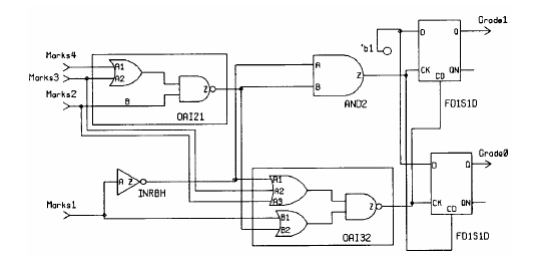 Marks4
Marks3
Marks2
A1
A2
B
Z
OAI21
'b1
A
B
Z
AND2
D
Q
CK
QN
CD
FD1S1D
Grade1
Marks1
A
Z
INRBH
A1
A2
A3
B1
B2
Z
OAI32
D
Q
CK
QN
CD
FD1S1D
Grade0